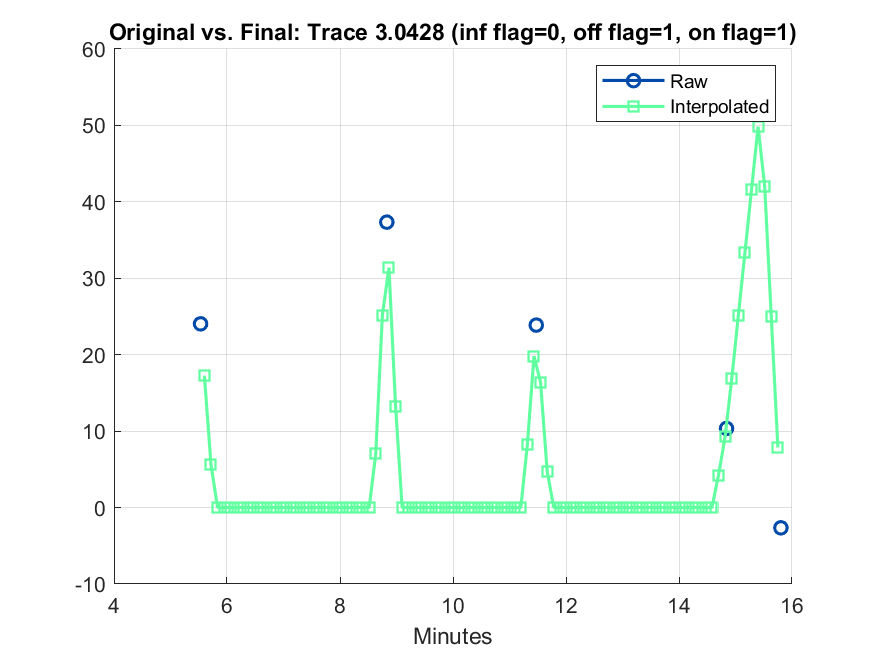 Original vs. Final: Trace 3.0428 (inf flag=0, off flag=1, on flag=1)
60
Raw
Interpolated
50
40
30
20
10
0
-10
4 6 8 10 12 14 16
Minutes